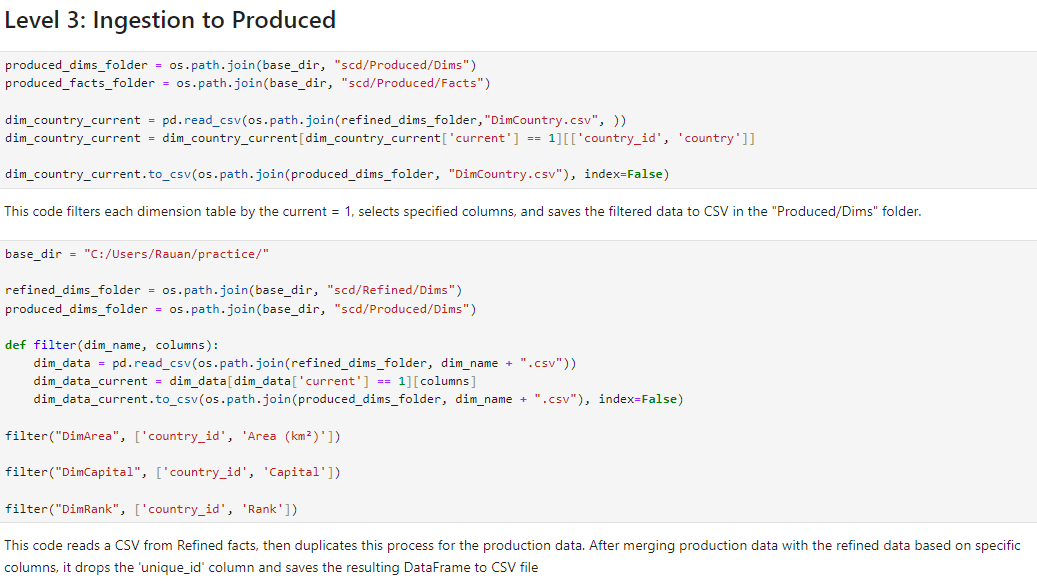 Level 3: Ingestion to Produced
produced_dims_folder = os.path.join(base_dir, "scd/Produced/Dims")
produced_facts_folder = os.path.join(base_dir, "scd/Produced/Facts")
dim_country_current = pd.read_csv(os.path.join(refined_dims_folder,"DimCountry.csv", ))
dim_country_current = dim_country_current[dim_country_current['current'] == 1][['country_id', 'country']]
dim_country_current.to_csv(os.path.join(produced_dims_folder, "DimCountry.csv"), index=False)
This code filters each dimension table by the current = 1, selects specified columns, and saves the filtered data to CSV in the "Produced/Dims" folder.
base_dir = "C:/Users/Rauan/practice/"
refined_dims_folder = os.path.join(base_dir, "scd/Refined/Dims")
produced_dims_folder = os.path.join(base_dir, "scd/Produced/Dims")
def filter(dim_name, columns):
    dim_data = pd.read_csv(os.path.join(refined_dims_folder, dim_name + ".csv"))
    dim_data_current = dim_data[dim_data['current'] == 1][columns]
    dim_data_current.to_csv(os.path.join(produced_dims_folder, dim_name + ".csv"), index=False)
filter("DimArea", ['country_id', 'Area (km²)'])
filter("DimCapital", ['country_id', 'Capital'])
filter("DimRank", ['country_id', 'Rank'])
This code reads a CSV from Refined facts, then duplicates this process for the production data. After merging production data with the refined data based on specific
columns, it drops the 'unique_id' column and saves the resulting DataFrame to CSV file